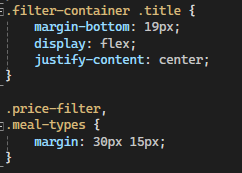 .filter-container .title {
    margin-bottom: 19px;
    display: flex;
    justify-content: center;
}

.price-filter,
.meal-types {
    margin: 30px 15px;
}